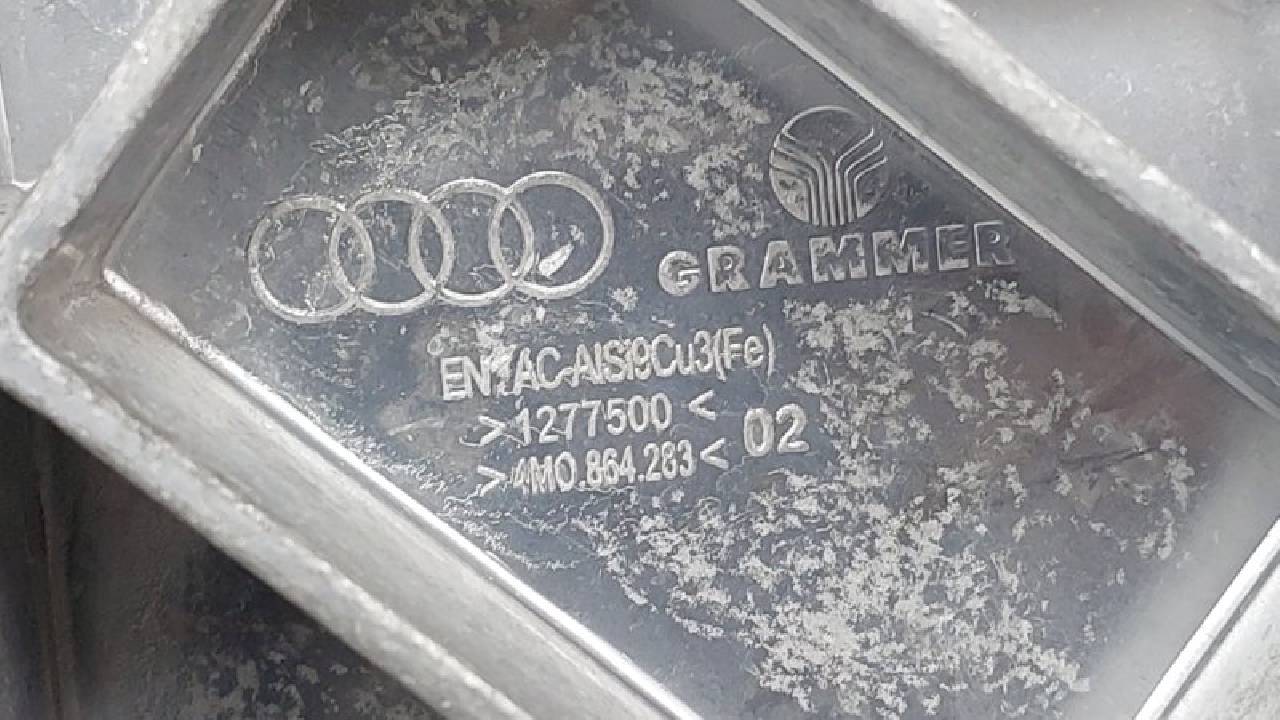 GRAMMER
EN AC-AlSi9Cu3(Fe)
>1277500<
>4M0.864.283< 02